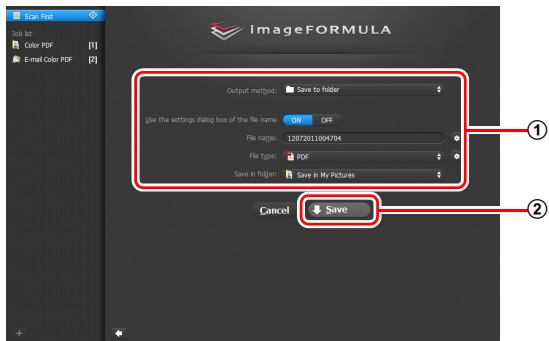 Scan First
Job list
Color PDF [1]
E-mail Color PDF [2]
imageFORMULA
Output method: Save to folder
Use the settings dialog box of the file name ON OFF
File name: 12072011004704
File type: PDF
Save in folder: Save in My Pictures
Cancel Save
①
②